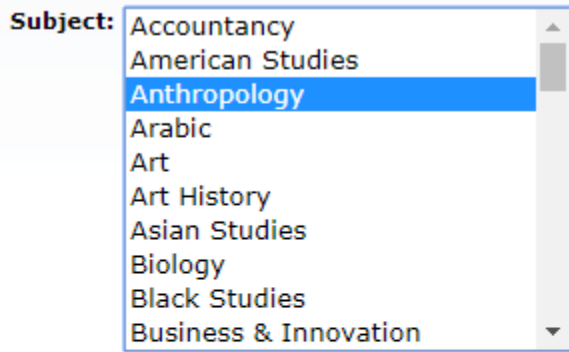 Subject: Accountancy
American Studies
Anthropology
Arabic
Art
Art History
Asian Studies
Biology
Black Studies
Business & Innovation